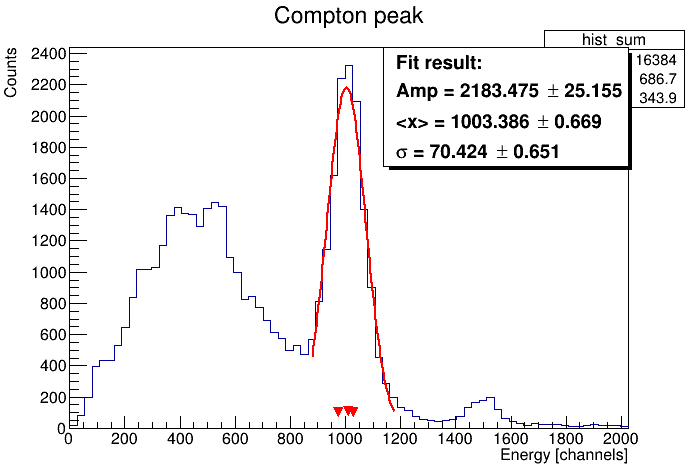 Compton peak
hist_sum
16384
686.7
343.9
Fit result:
Amp = 2183.475 ± 25.155
<x> = 1003.386 ± 0.669
σ = 70.424 ± 0.651
Counts
2400
2200
2000
1800
1600
1400
1200
1000
800
600
400
200
0
0 200 400 600 800 1000 1200 1400 1600 1800 2000
Energy [channels]